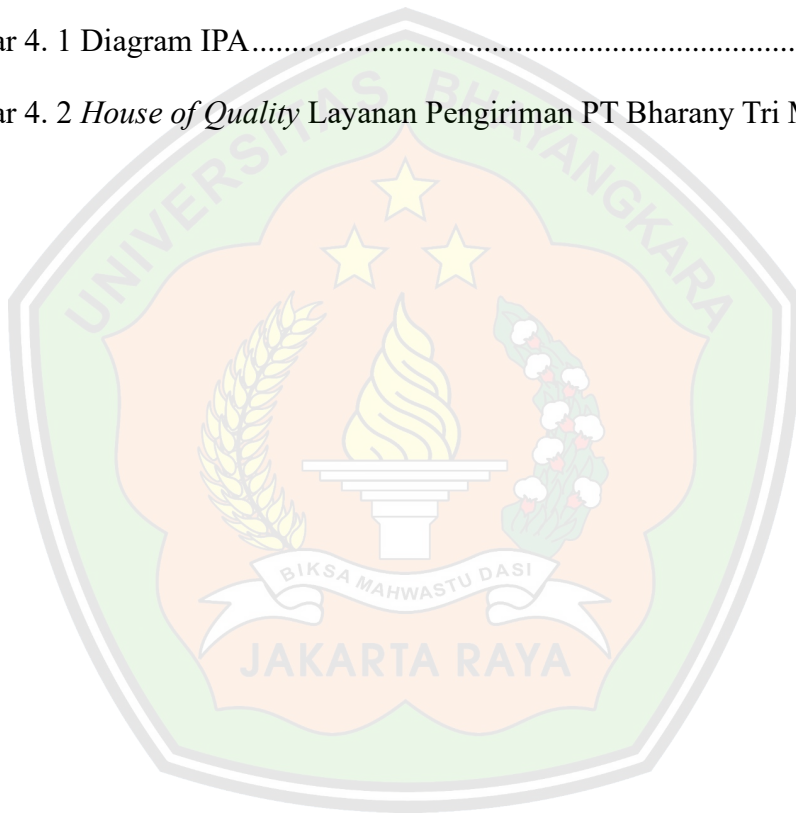 ar 4. 1 Diagram IPA....................................................................
ar 4. 2 House of Quality Layanan Pengiriman PT Bharany Tri M
UNIVERSITAS BHAYANGKARA
BIKSA MAHWASTU DASI
JAKARTA RAYA